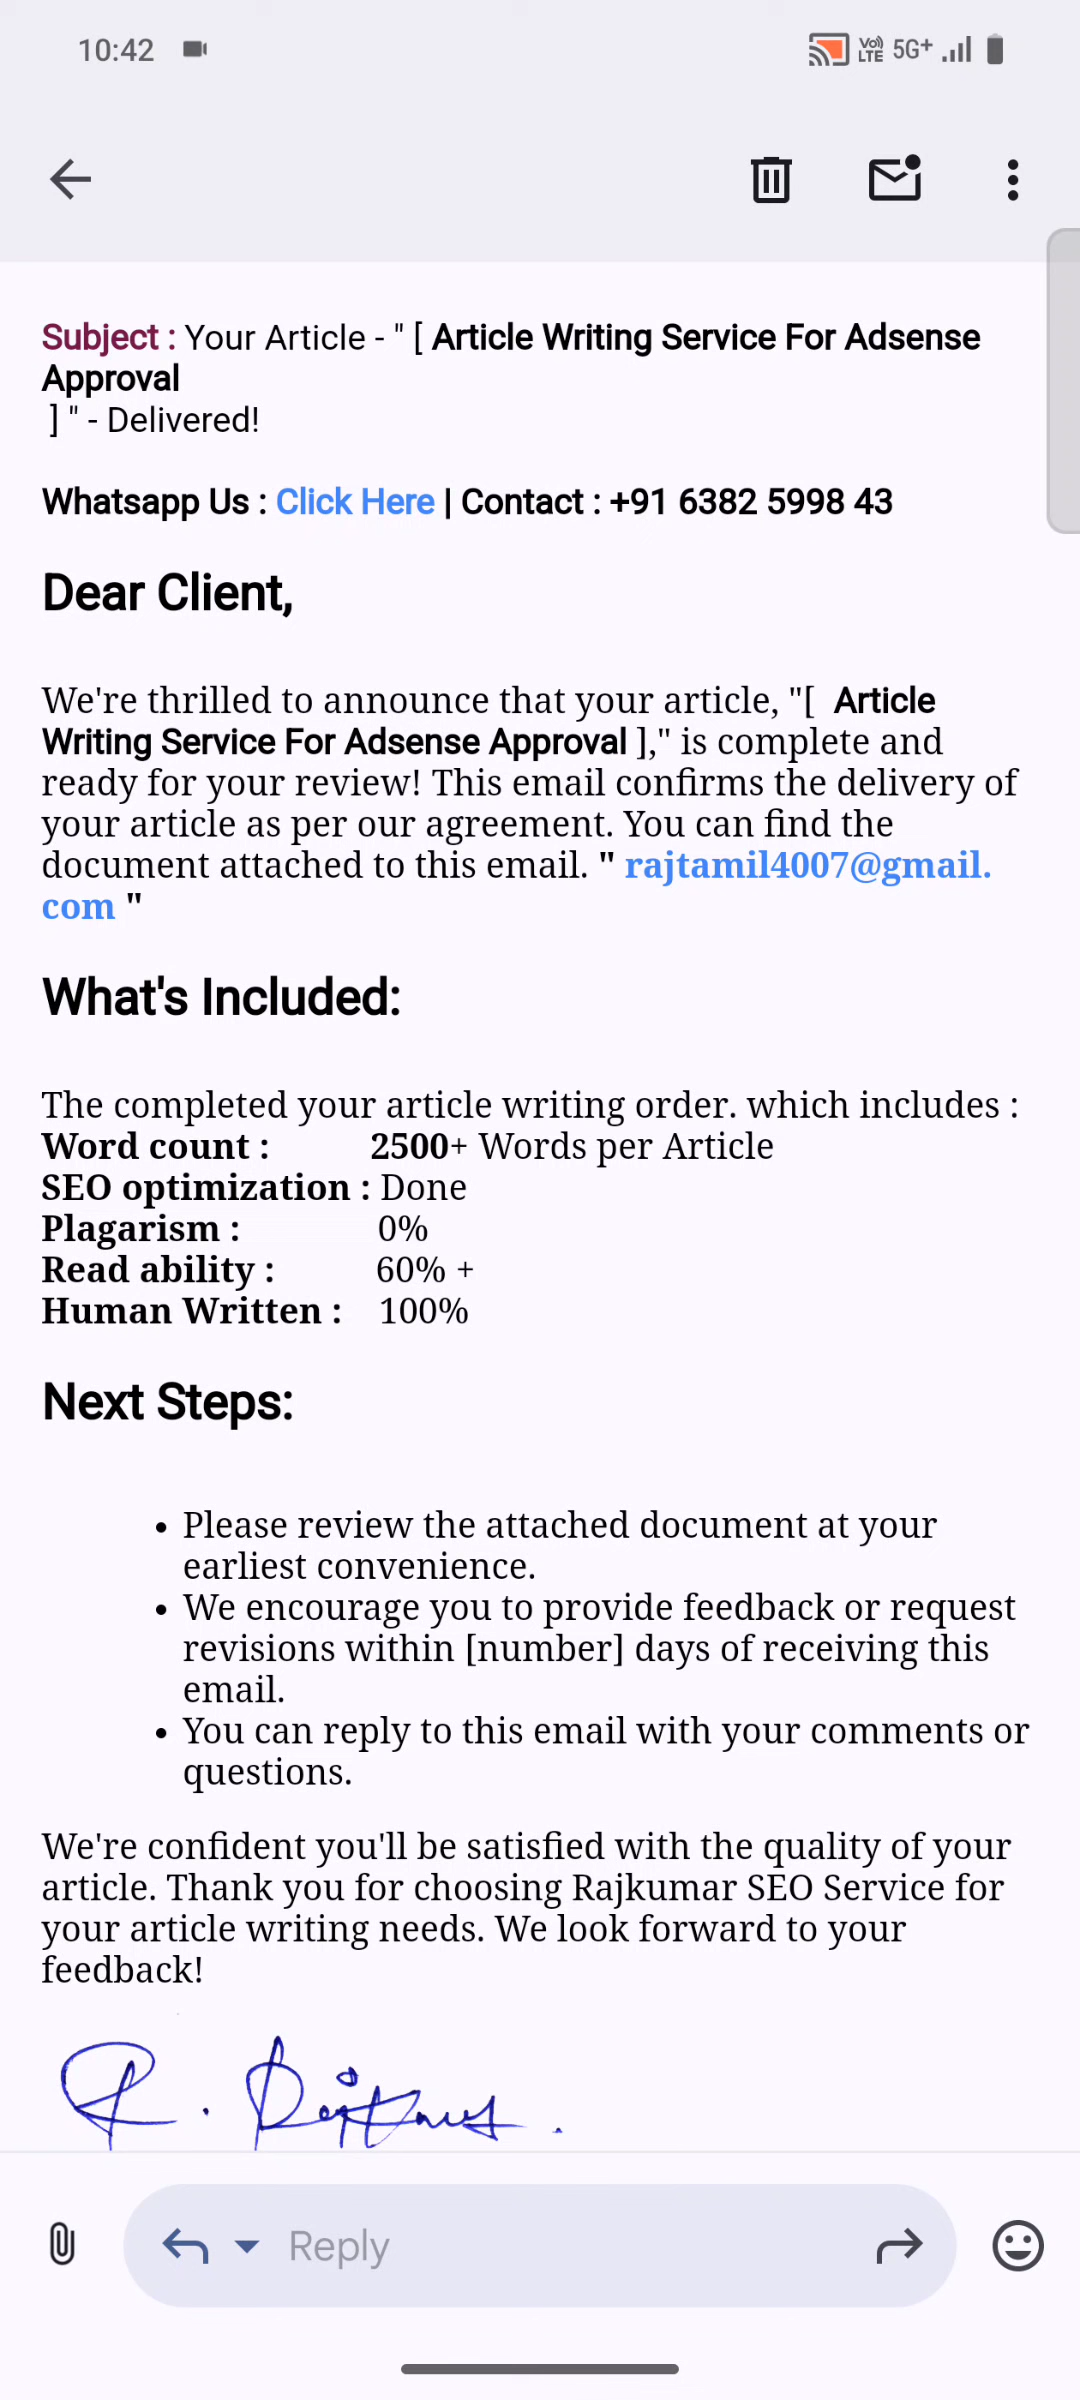 10:42
Vo))
LTE 5G+
Subject : Your Article - " [ Article Writing Service For Adsense
Approval
] " - Delivered!
Whatsapp Us : Click Here | Contact : +91 6382 5998 43
Dear Client,
We're thrilled to announce that your article, "[ Article
Writing Service For Adsense Approval ]," is complete and
ready for your review! This email confirms the delivery of
your article as per our agreement. You can find the
document attached to this email. " rajtamil4007@gmail.
com "
What's Included:
The completed your article writing order. which includes :
Word count : 2500+ Words per Article
SEO optimization : Done
Plagarism : 0%
Read ability : 60% +
Human Written : 100%
Next Steps:
• Please review the attached document at your
earliest convenience.
• We encourage you to provide feedback or request
revisions within [number] days of receiving this
email.
• You can reply to this email with your comments or
questions.
We're confident you'll be satisfied with the quality of your
article. Thank you for choosing Rajkumar SEO Service for
your article writing needs. We look forward to your
feedback!
Reply